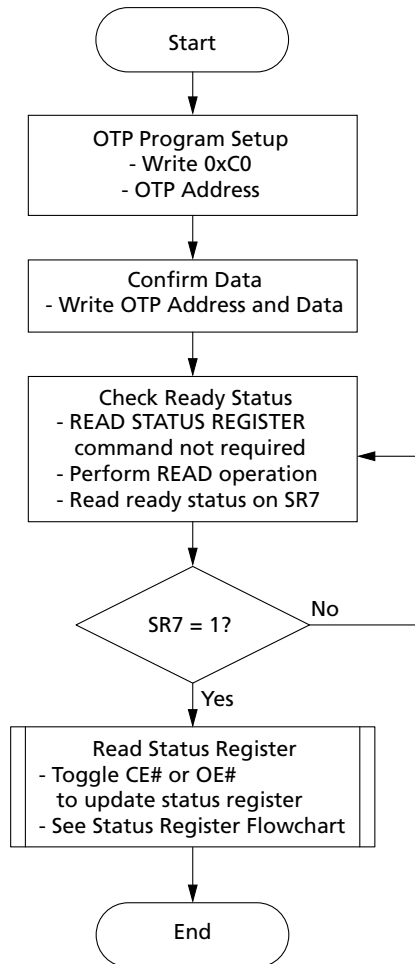 Start
OTP Program Setup
- Write 0xC0
- OTP Address
Confirm Data
- Write OTP Address and Data
Check Ready Status
- READ STATUS REGISTER
command not required
- Perform READ operation
- Read ready status on SR7
SR7 = 1?
No
Yes
Read Status Register
- Toggle CE# or OE#
to update status register
- See Status Register Flowchart
End